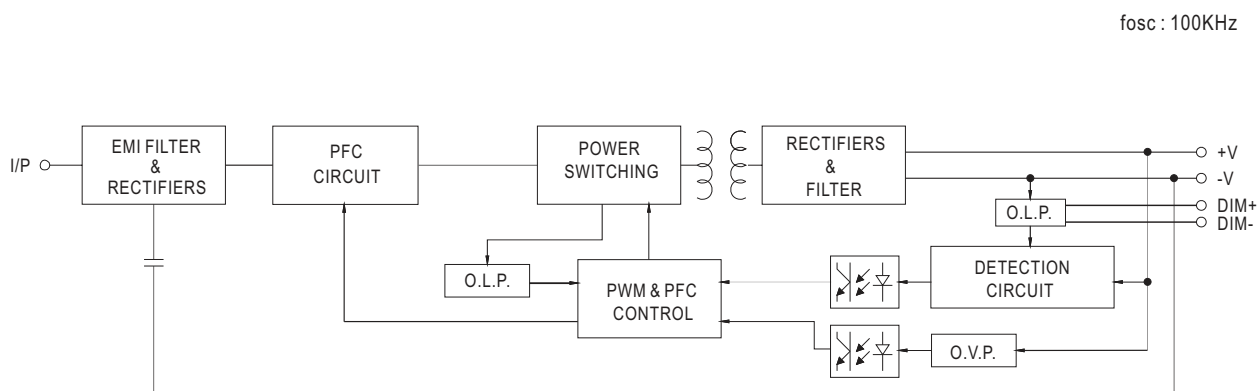 fosc : 100KHz
I/P
EMI FILTER
&
RECTIFIERS
PFC
CIRCUIT
POWER
SWITCHING
RECTIFIERS
&
FILTER
+V
-V
DIM+
DIM-
O.L.P.
O.L.P.
PWM & PFC
CONTROL
DETECTION
CIRCUIT
O.V.P.